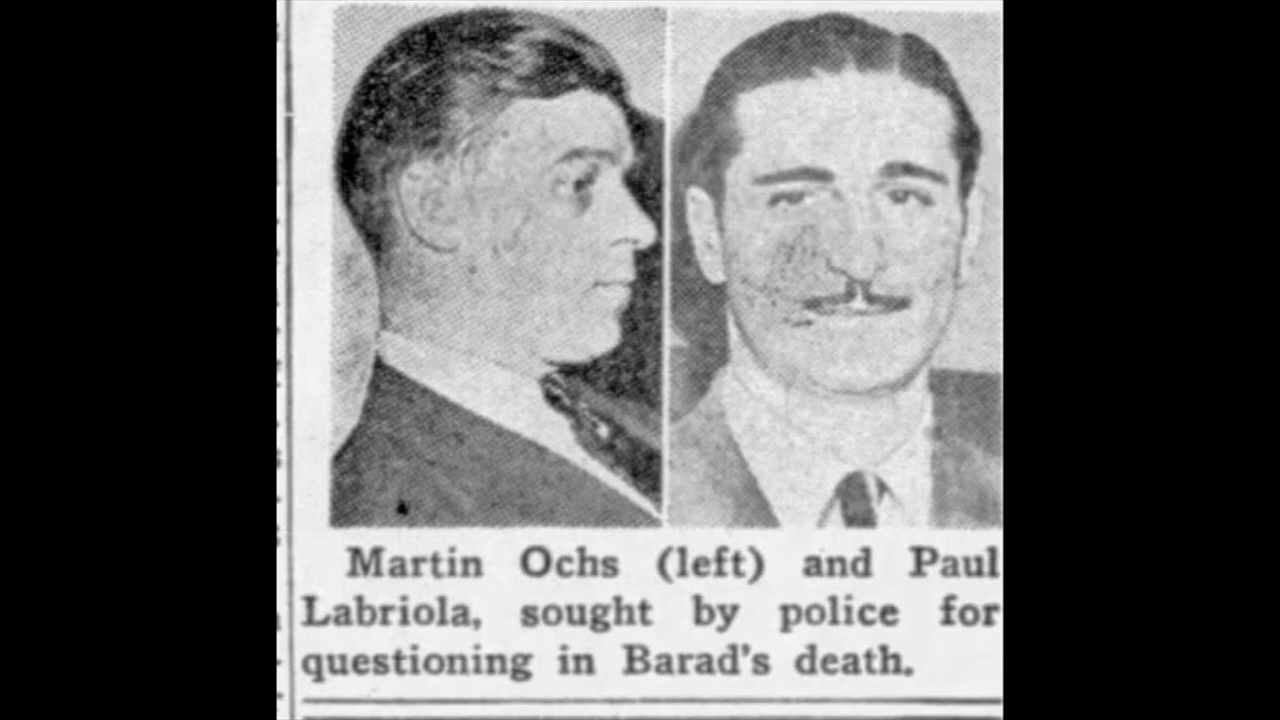 Martin Ochs (left) and Paul
Labriola, sought by police for
questioning in Barad's death.